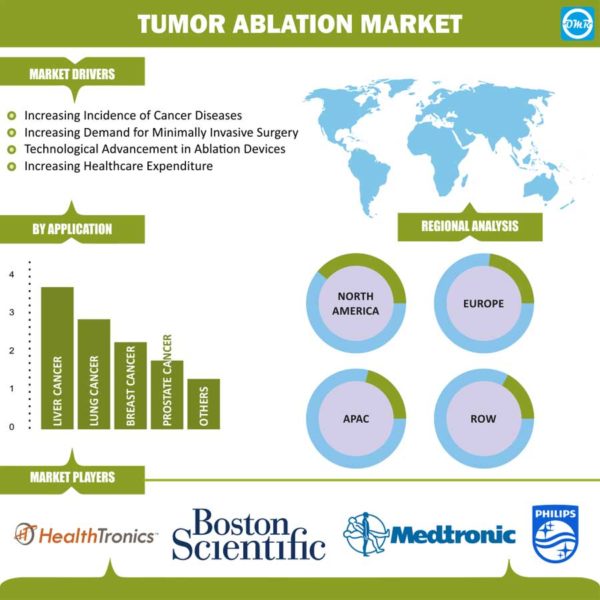 TUMOR ABLATION MARKET
DMR
MARKET DRIVERS
Increasing Incidence of Cancer Diseases
Increasing Demand for Minimally Invasive Surgery
Technological Advancement in Ablation Devices
Increasing Healthcare Expenditure
BY APPLICATION
4
3
2
1
0
LIVER CANCER
LUNG CANCER
BREAST CANCER
PROSTATE CANCER
OTHERS
REGIONAL ANALYSIS
NORTH
AMERICA
EUROPE
APAC
ROW
MARKET PLAYERS
HealthTronics™
Boston
Scientific
Medtronic
PHILIPS